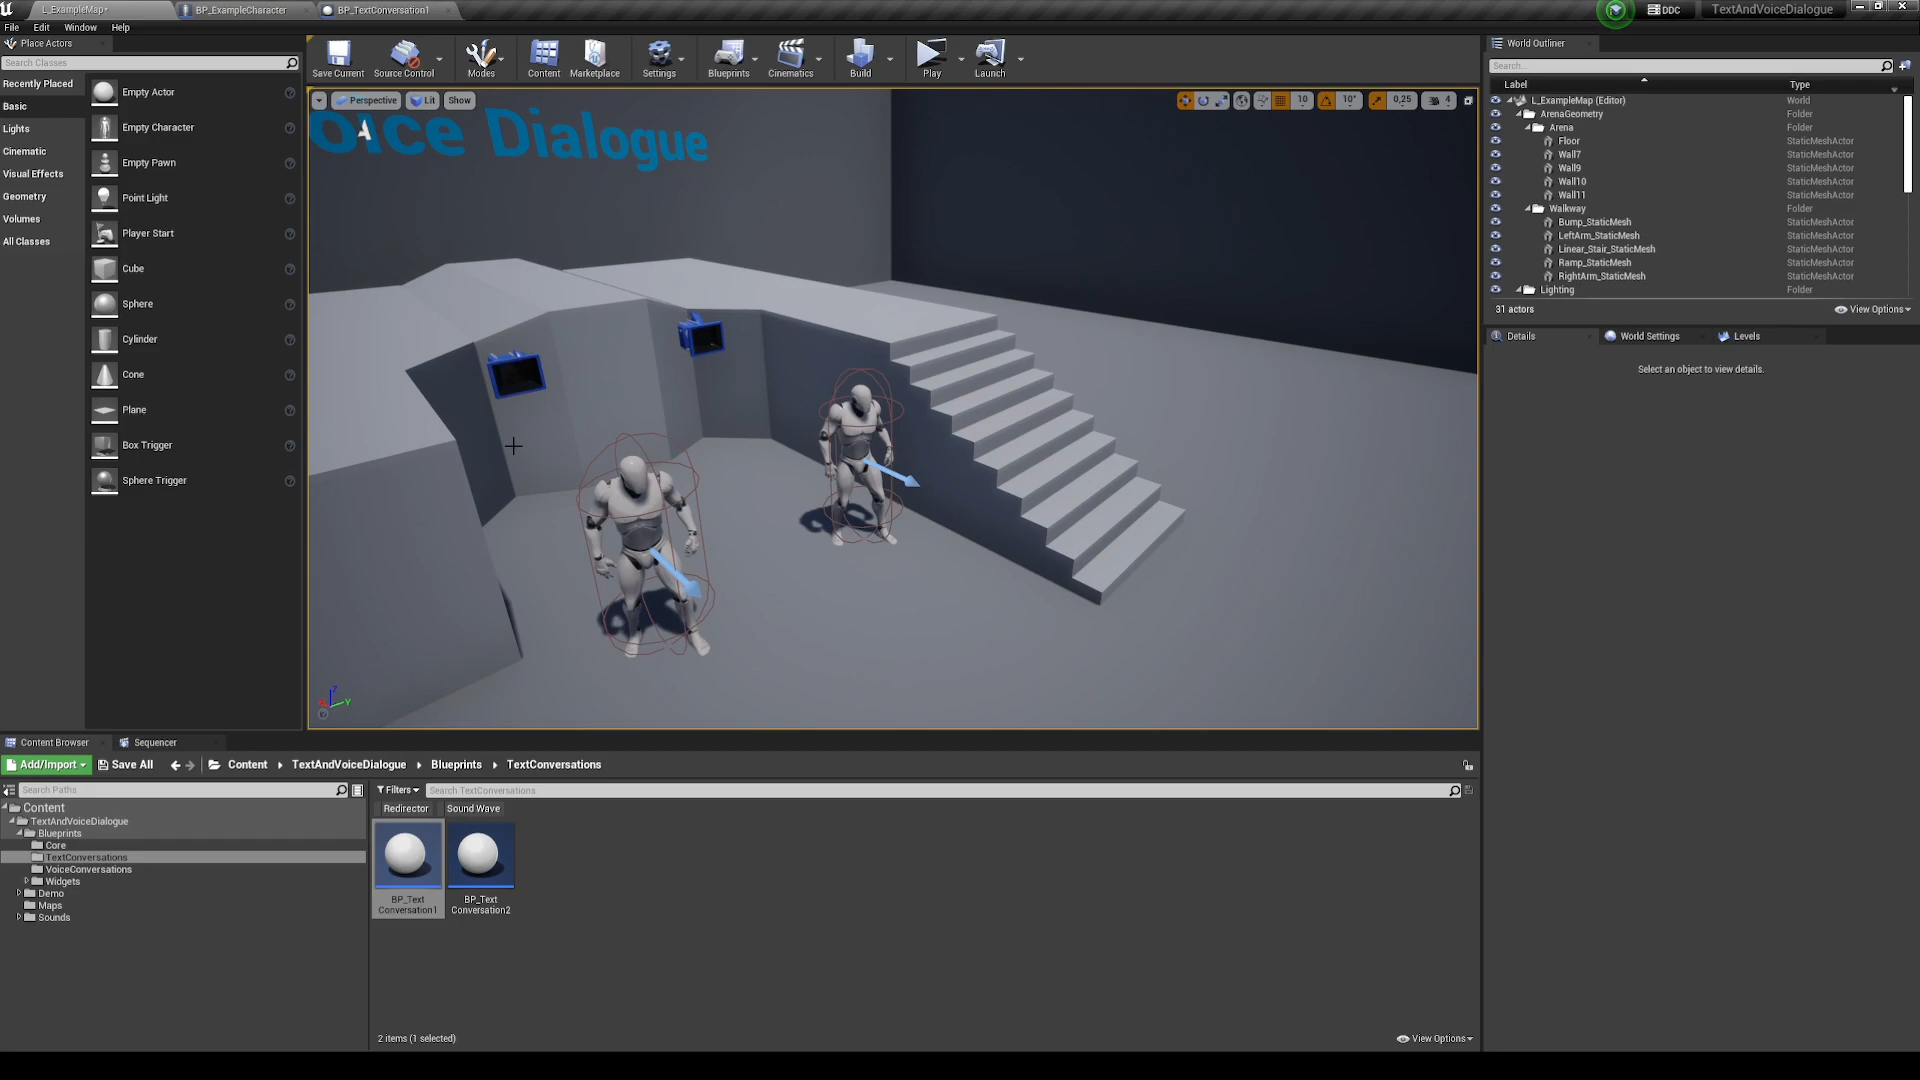 L_ExampleMap*
BP_ExampleCharacter
BP_TextConversation1
DDC
TextAndVoiceDialogue
File Edit Window Help
Place Actors
Search Classes
Recently Placed
Basic
Lights
Cinematic
Visual Effects
Geometry
Volumes
All Classes
Empty Actor
Empty Character
Empty Pawn
Point Light
Player Start
Cube
Sphere
Cylinder
Cone
Plane
Box Trigger
Sphere Trigger
Save Current
Source Control
Modes
Content
Marketplace
Settings
Blueprints
Cinematics
Build
Play
Launch
Perspective
Lit
Show
10
10°
0,25
4
oice Dialogue
A
Z
Y
World Outliner
Search...
Label Type
L_ExampleMap (Editor) World
ArenaGeometry Folder
Arena Folder
Floor StaticMeshActor
Wall7 StaticMeshActor
Wall9 StaticMeshActor
Wall10 StaticMeshActor
Wall11 StaticMeshActor
Walkway Folder
Bump_StaticMesh StaticMeshActor
LeftArm_StaticMesh StaticMeshActor
Linear_Stair_StaticMesh StaticMeshActor
Ramp_StaticMesh StaticMeshActor
RightArm_StaticMesh StaticMeshActor
Lighting Folder
31 actors
View Options
Details
World Settings
Levels
Select an object to view details.
Content Browser
Sequencer
Add/Import
Save All
Content
TextAndVoiceDialogue
Blueprints
TextConversations
Search Paths
Content
TextAndVoiceDialogue
Blueprints
Core
TextConversations
VoiceConversations
Widgets
Demo
Maps
Sounds
Filters
Search TextConversations
Redirector
Sound Wave
BP_Text
Conversation1
BP_Text
Conversation2
2 items (1 selected)
View Options